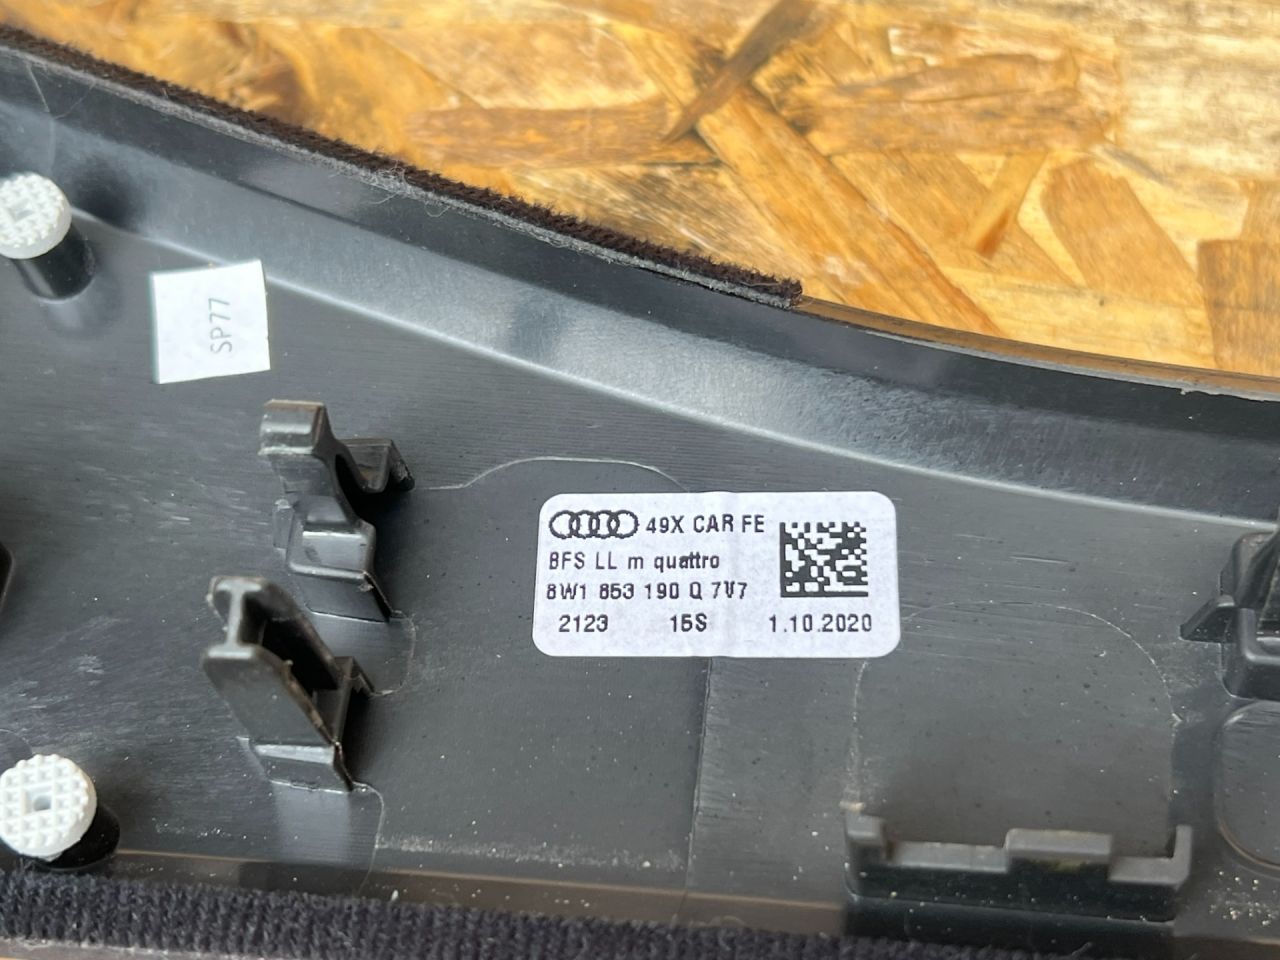 SP77
49X CAR FE
BFS LL m quattro
8W1 853 190 Q 7V7
2123 15S 1.10.2020